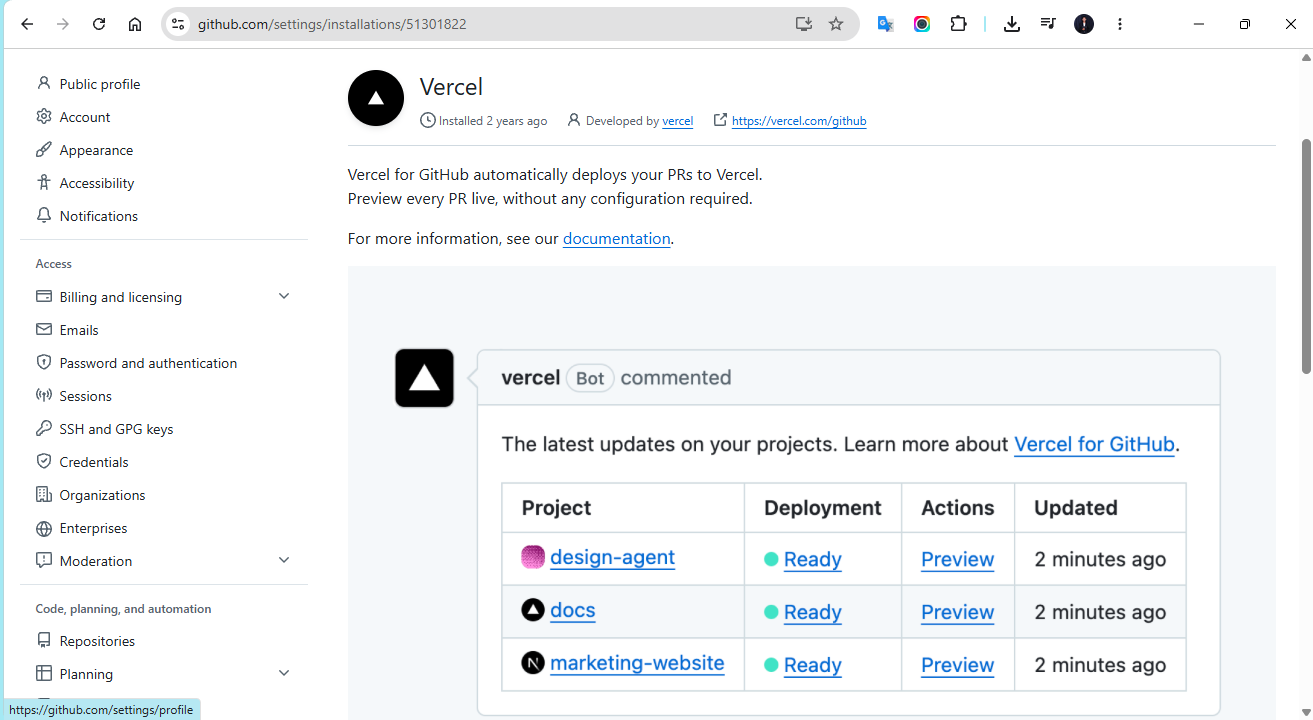 github.com/settings/installations/51301822
Public profile
Account
Appearance
Accessibility
Notifications
Access
Billing and licensing
Emails
Password and authentication
Sessions
SSH and GPG keys
Credentials
Organizations
Enterprises
Moderation
Code, planning, and automation
Repositories
Planning
https://github.com/settings/profile
Vercel
Installed 2 years ago Developed by vercel https://vercel.com/github
Vercel for GitHub automatically deploys your PRs to Vercel.
Preview every PR live, without any configuration required.
For more information, see our documentation.
vercel Bot commented
The latest updates on your projects. Learn more about Vercel for GitHub.
Project Deployment Actions Updated
design-agent Ready Preview 2 minutes ago
docs Ready Preview 2 minutes ago
marketing-website Ready Preview 2 minutes ago